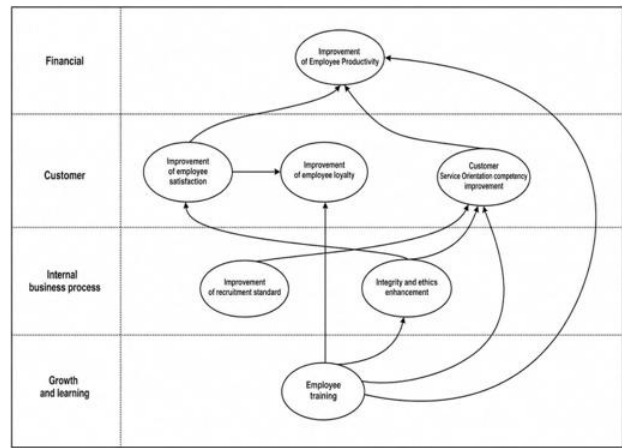 Financial
Improvement
of Employee Productivity
Customer
Improvement
of employee
satisfaction
Improvement
of employee loyalty
Customer
Service Orientation competency
improvement
Internal
business process
Improvement
of recruitment standard
Integrity and ethics
enhancement
Growth
and learning
Employee
training